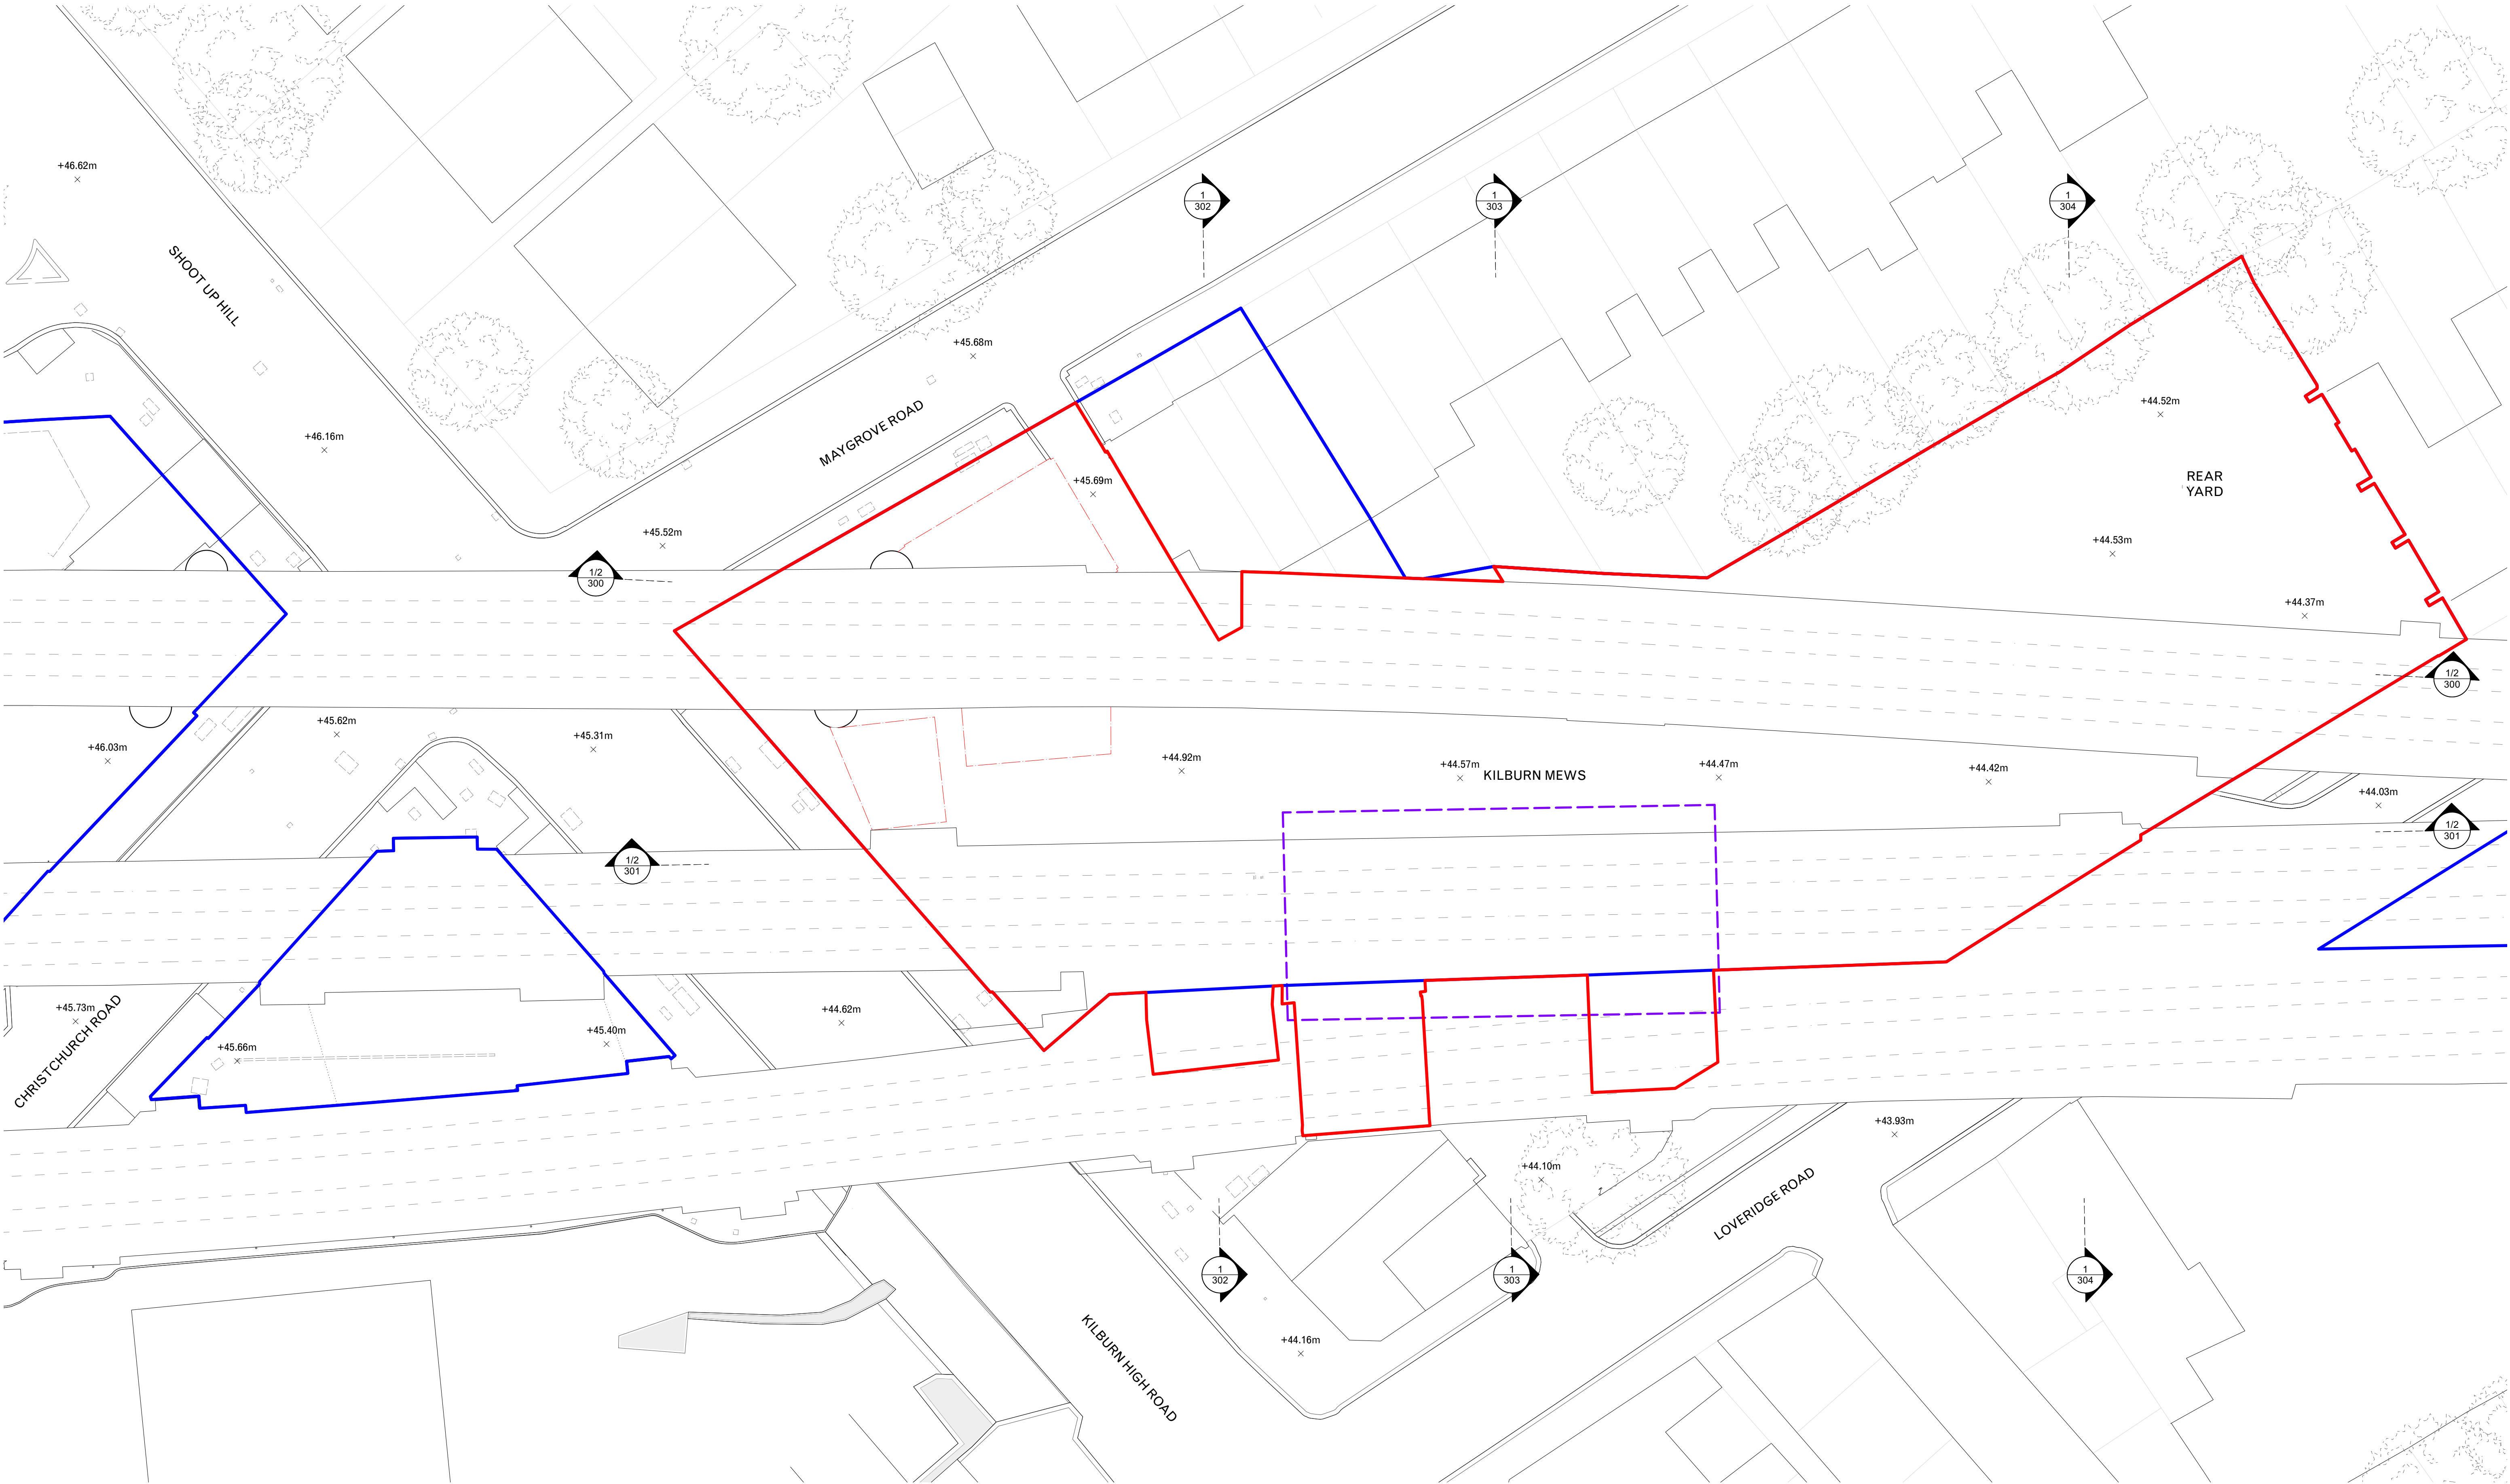 +46.62m
1
302
1
303
1
304
SHOOT UP HILL
+45.68m
+44.52m
MAYGROVE ROAD
+46.16m
+45.69m
REAR
YARD
+45.52m
+44.53m
1/2
300
+44.37m
1/2
300
+45.62m
+45.31m
+46.03m
+44.92m
+44.57m
KILBURN MEWS
+44.47m
+44.42m
+44.03m
1/2
301
1/2
301
+45.73m
CHRISTCHURCH ROAD
+45.66m
+45.40m
+44.62m
+43.93m
+44.10m
LOVERIDGE ROAD
1
302
1
303
1
304
+44.16m
KILBURN HIGH ROAD